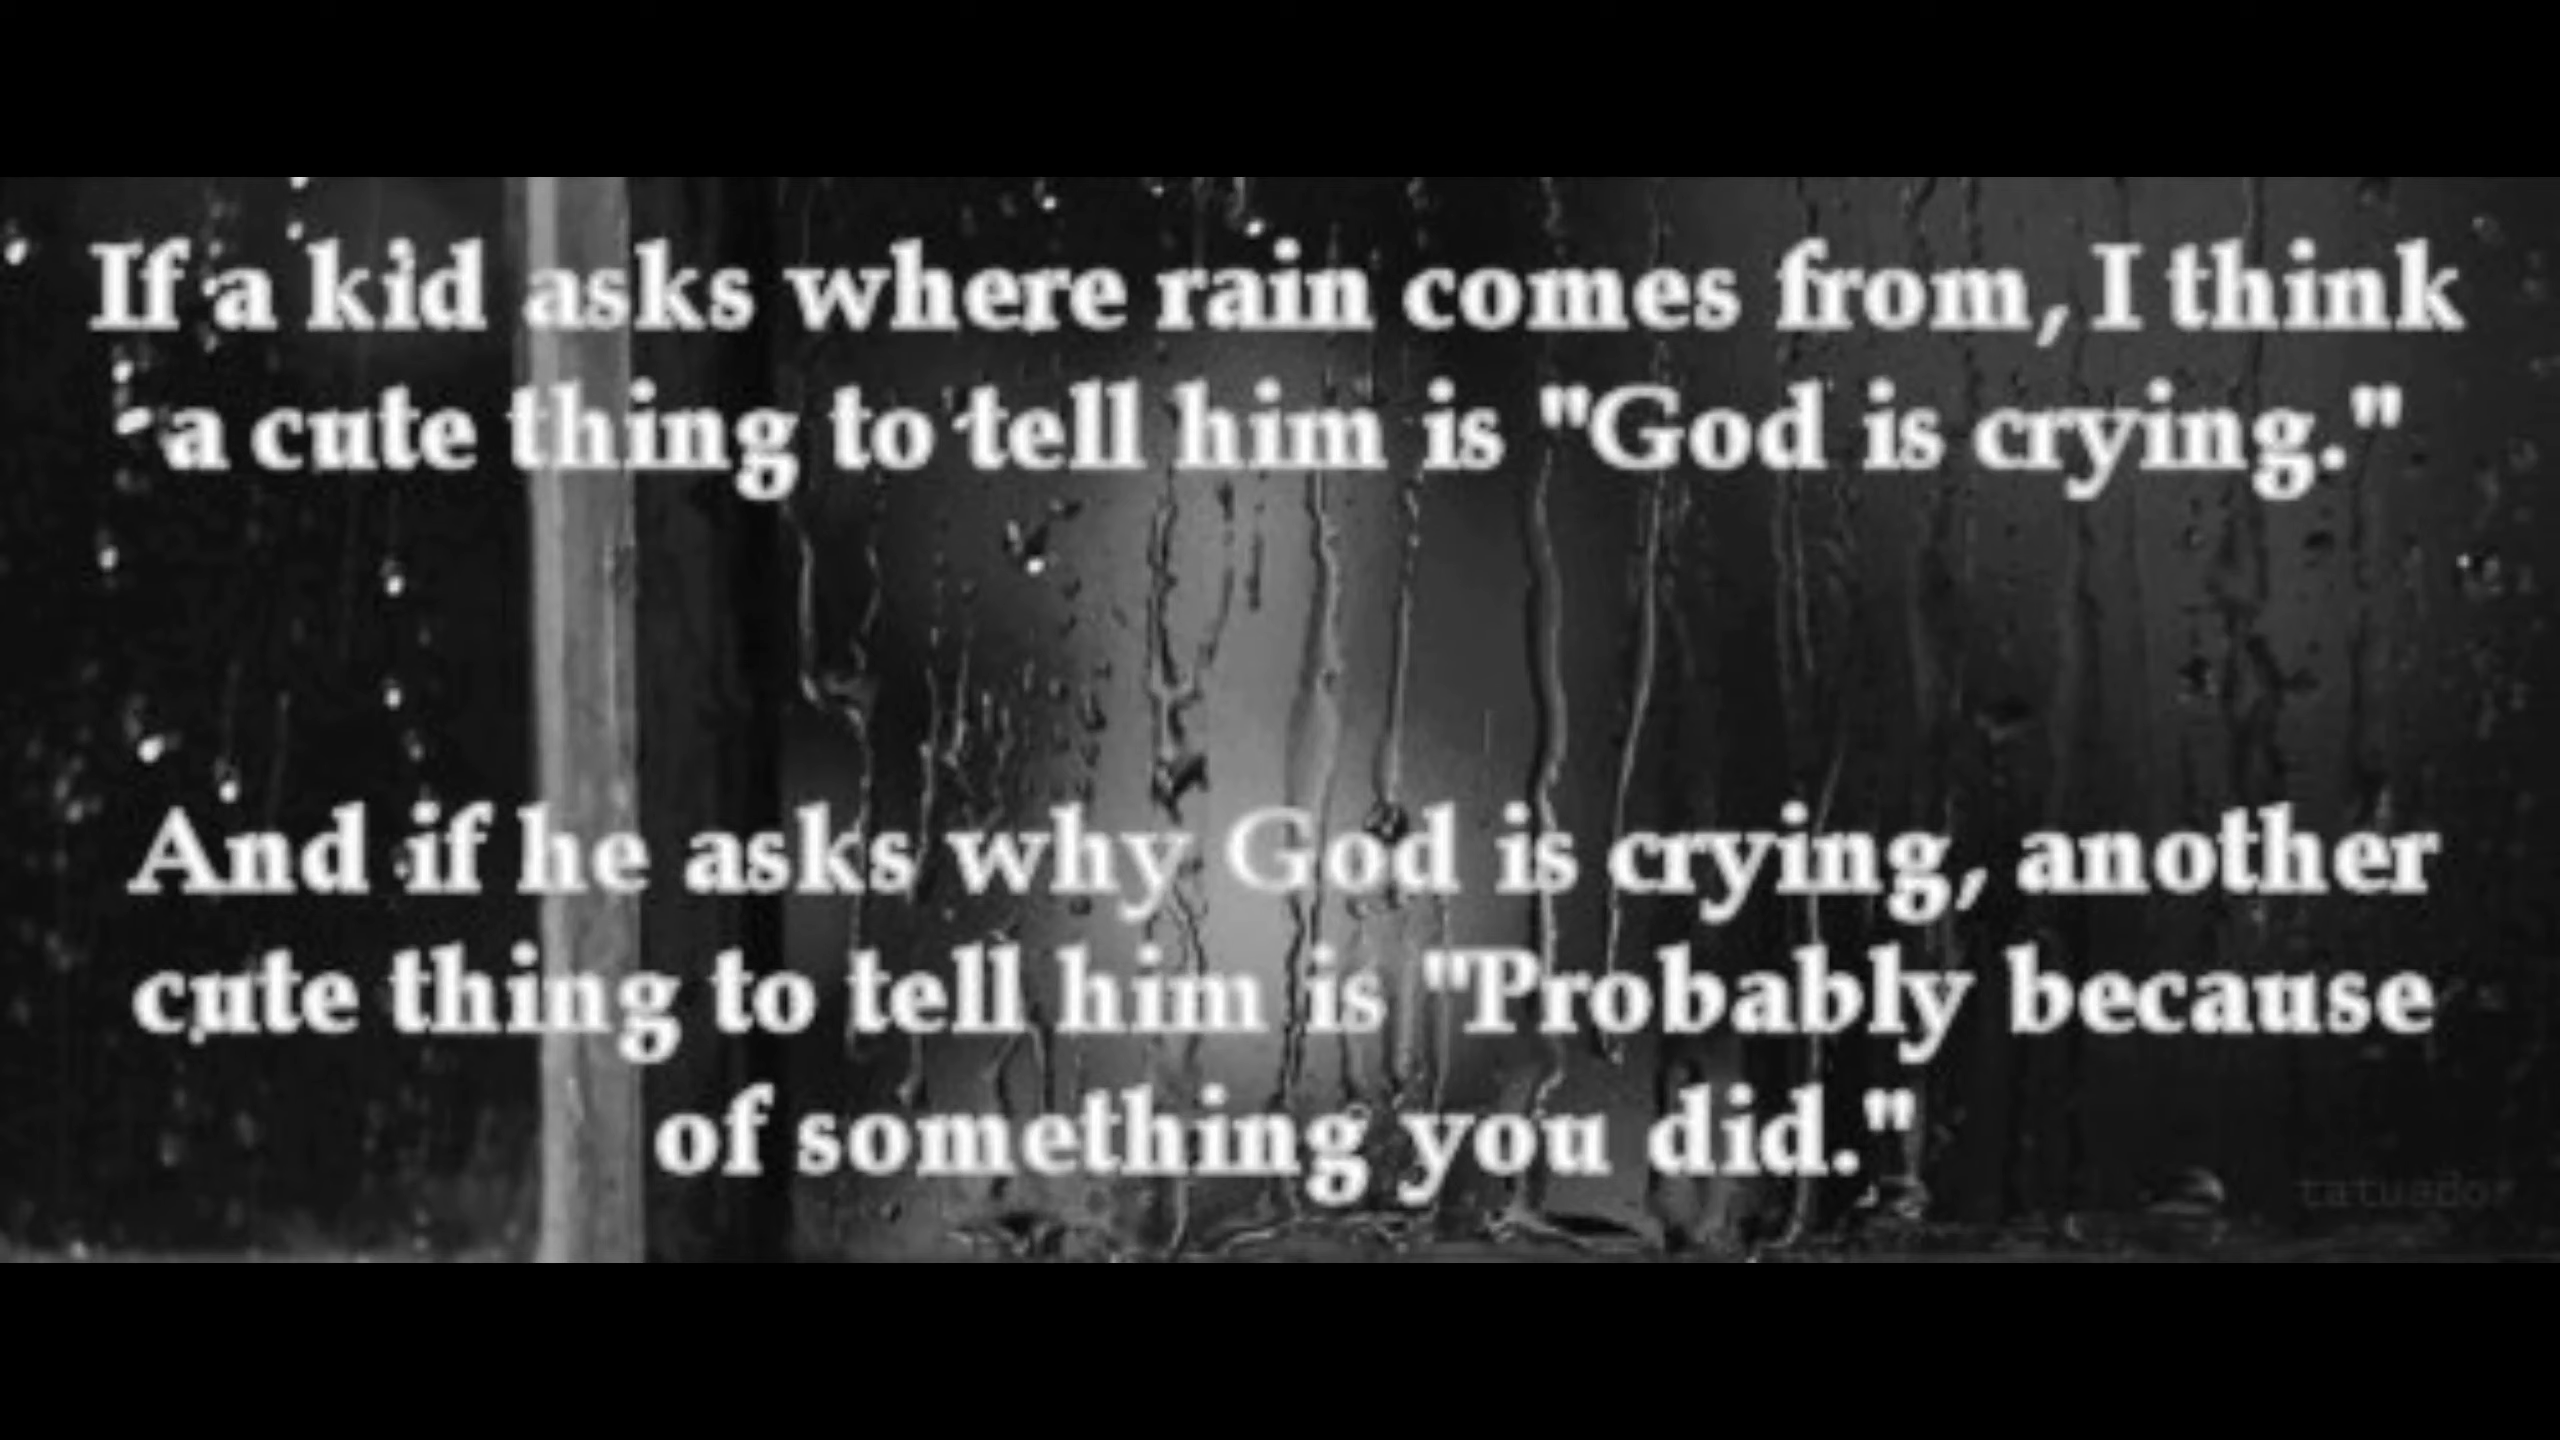 If a kid asks where rain comes from, I think
a cute thing to tell him is "God is crying."
And if he asks why God is crying, another
cute thing to tell him is "Probably because
of something you did."
tatuador